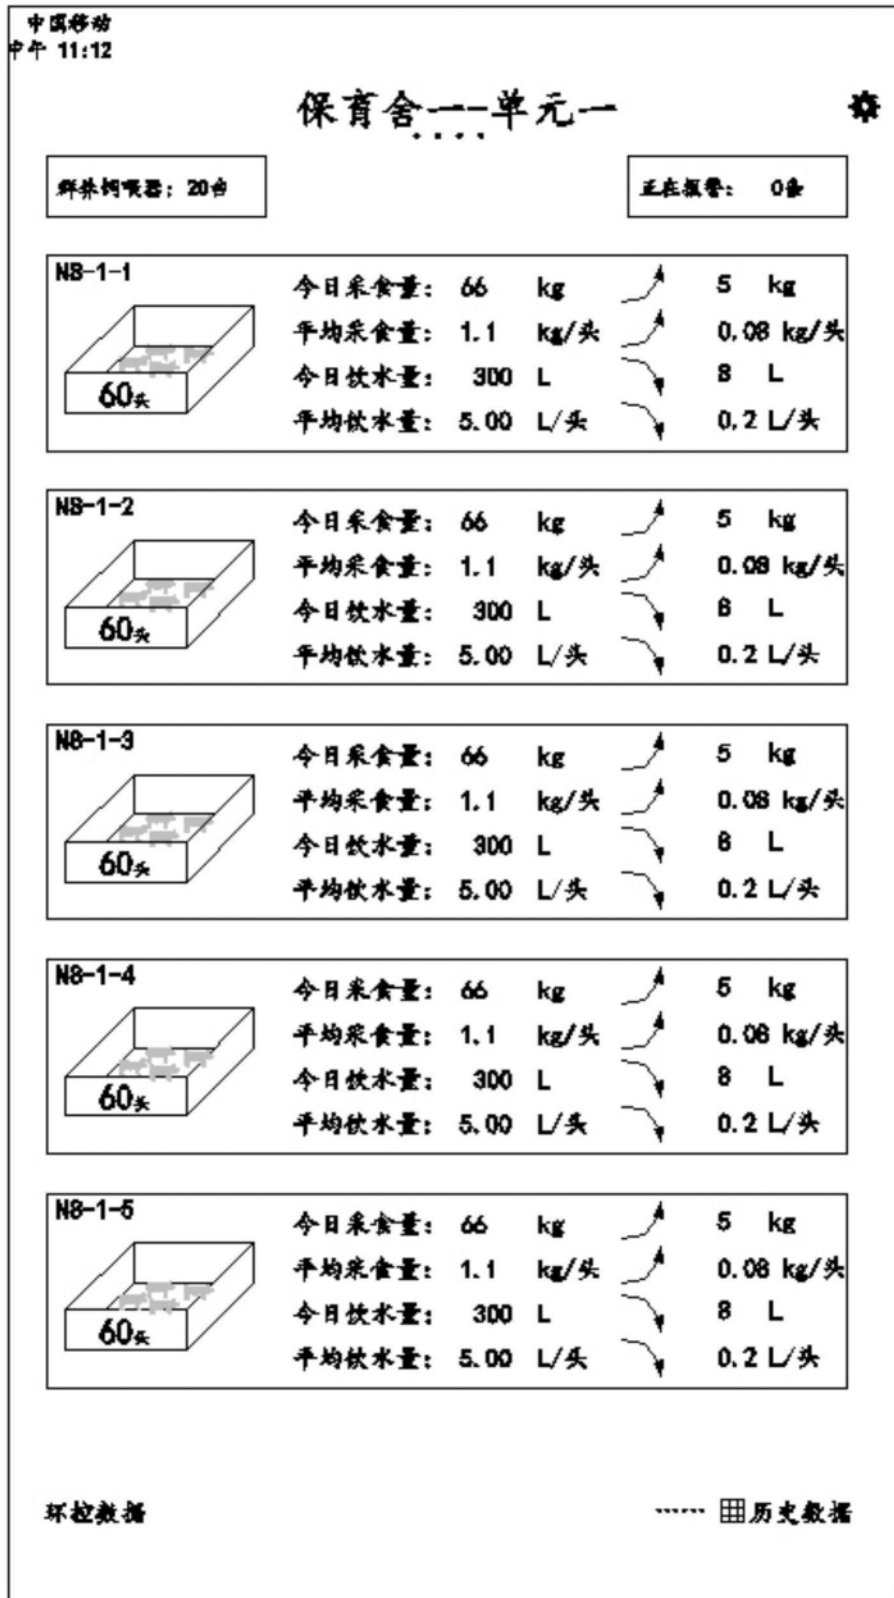 中国移动
中午 11:12
保育舍一--单元一
群养饲喂器：20台 正在报警： 0条
N8-1-1
60头
今日采食量： 66 kg 5 kg
平均采食量： 1.1 kg/头 0.08 kg/头
今日饮水量： 300 L 8 L
平均饮水量： 5.00 L/头 0.2 L/头
N8-1-2
60头
今日采食量： 66 kg 5 kg
平均采食量： 1.1 kg/头 0.08 kg/头
今日饮水量： 300 L 8 L
平均饮水量： 5.00 L/头 0.2 L/头
N8-1-3
60头
今日采食量： 66 kg 5 kg
平均采食量： 1.1 kg/头 0.08 kg/头
今日饮水量： 300 L 8 L
平均饮水量： 5.00 L/头 0.2 L/头
N8-1-4
60头
今日采食量： 66 kg 5 kg
平均采食量： 1.1 kg/头 0.08 kg/头
今日饮水量： 300 L 8 L
平均饮水量： 5.00 L/头 0.2 L/头
N8-1-5
60头
今日采食量： 66 kg 5 kg
平均采食量： 1.1 kg/头 0.08 kg/头
今日饮水量： 300 L 8 L
平均饮水量： 5.00 L/头 0.2 L/头
环控数据 历史数据